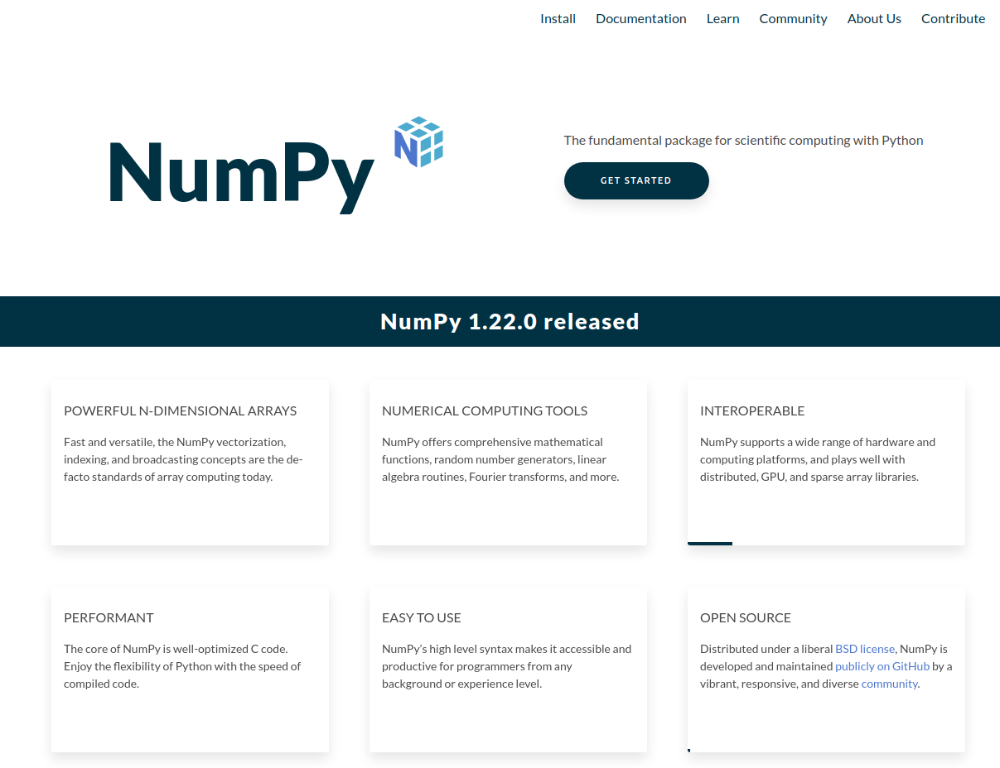 Install Documentation Learn Community About Us Contribute
NumPy
The fundamental package for scientific computing with Python
GET STARTED
NumPy 1.22.0 released
POWERFUL N-DIMENSIONAL ARRAYS
Fast and versatile, the NumPy vectorization,
indexing, and broadcasting concepts are the de-
facto standards of array computing today.
NUMERICAL COMPUTING TOOLS
NumPy offers comprehensive mathematical
functions, random number generators, linear
algebra routines, Fourier transforms, and more.
INTEROPERABLE
NumPy supports a wide range of hardware and
computing platforms, and plays well with
distributed, GPU, and sparse array libraries.
PERFORMANT
The core of NumPy is well-optimized C code.
Enjoy the flexibility of Python with the speed of
compiled code.
EASY TO USE
NumPy’s high level syntax makes it accessible and
productive for programmers from any
background or experience level.
OPEN SOURCE
Distributed under a liberal BSD license, NumPy is
developed and maintained publicly on GitHub by a
vibrant, responsive, and diverse community.